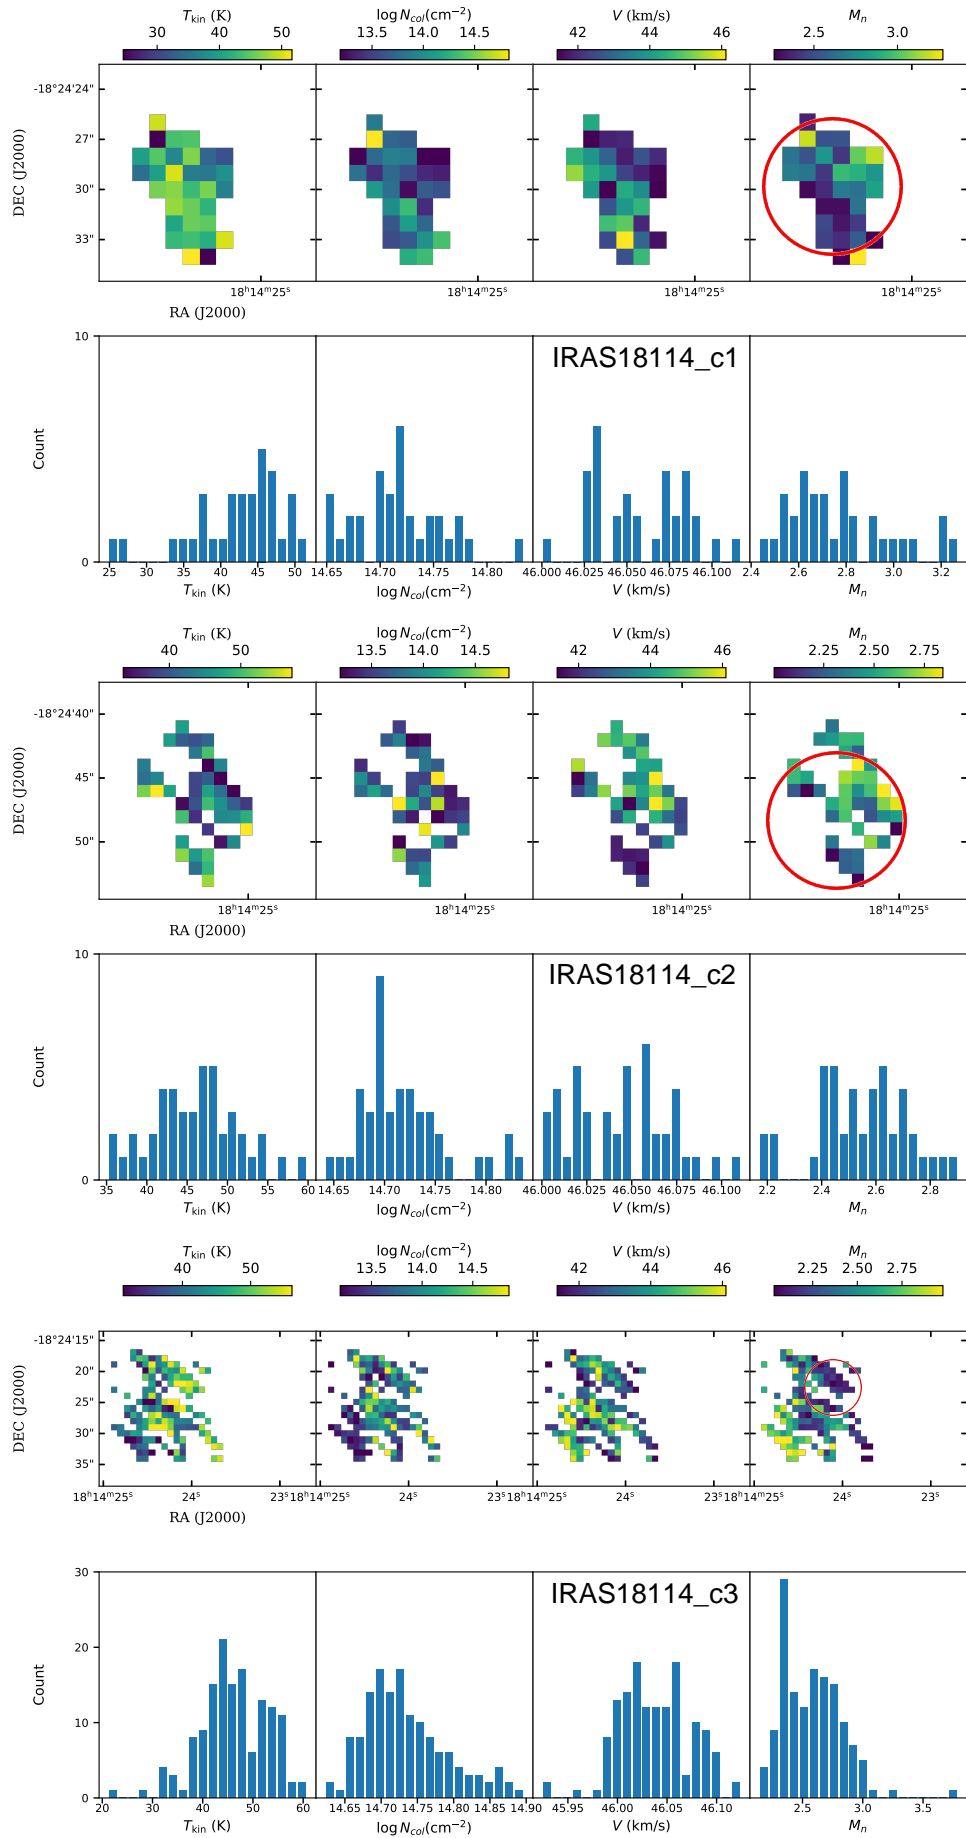 T_kin (K) log N_col(cm⁻²) V (km/s) M_n
30 40 50 13.5 14.0 14.5 42 44 46 2.5 3.0
-18°24'24"
27"
30"
33"
DEC (J2000)
18ʰ14ᵐ25ˢ 18ʰ14ᵐ25ˢ 18ʰ14ᵐ25ˢ 18ʰ14ᵐ25ˢ
RA (J2000)
IRAS18114_c1
10
5
0
Count
25 30 35 40 45 50 14.65 14.70 14.75 14.80 46.000 46.025 46.050 46.075 46.100 2.4 2.6 2.8 3.0 3.2
T_kin (K) log N_col(cm⁻²) V (km/s) M_n
T_kin (K) log N_col(cm⁻²) V (km/s) M_n
40 50 13.5 14.0 14.5 42 44 46 2.25 2.50 2.75
-18°24'40"
45"
50"
DEC (J2000)
18ʰ14ᵐ25ˢ 18ʰ14ᵐ25ˢ 18ʰ14ᵐ25ˢ 18ʰ14ᵐ25ˢ
RA (J2000)
IRAS18114_c2
10
5
0
Count
35 40 45 50 55 60 14.65 14.70 14.75 14.80 46.000 46.025 46.050 46.075 46.100 2.2 2.4 2.6 2.8
T_kin (K) log N_col(cm⁻²) V (km/s) M_n
T_kin (K) log N_col(cm⁻²) V (km/s) M_n
40 50 13.5 14.0 14.5 42 44 46 2.25 2.50 2.75
-18°24'15"
20"
25"
30"
35"
DEC (J2000)
18ʰ14ᵐ25ˢ 24ˢ 23ˢ 18ʰ14ᵐ25ˢ 24ˢ 23ˢ 18ʰ14ᵐ25ˢ 24ˢ 23ˢ 18ʰ14ᵐ25ˢ 24ˢ 23ˢ
RA (J2000)
IRAS18114_c3
30
20
10
0
Count
20 30 40 50 60 14.65 14.70 14.75 14.80 14.85 14.90 45.95 46.00 46.05 46.10 2.5 3.0 3.5
T_kin (K) log N_col(cm⁻²) V (km/s) M_n